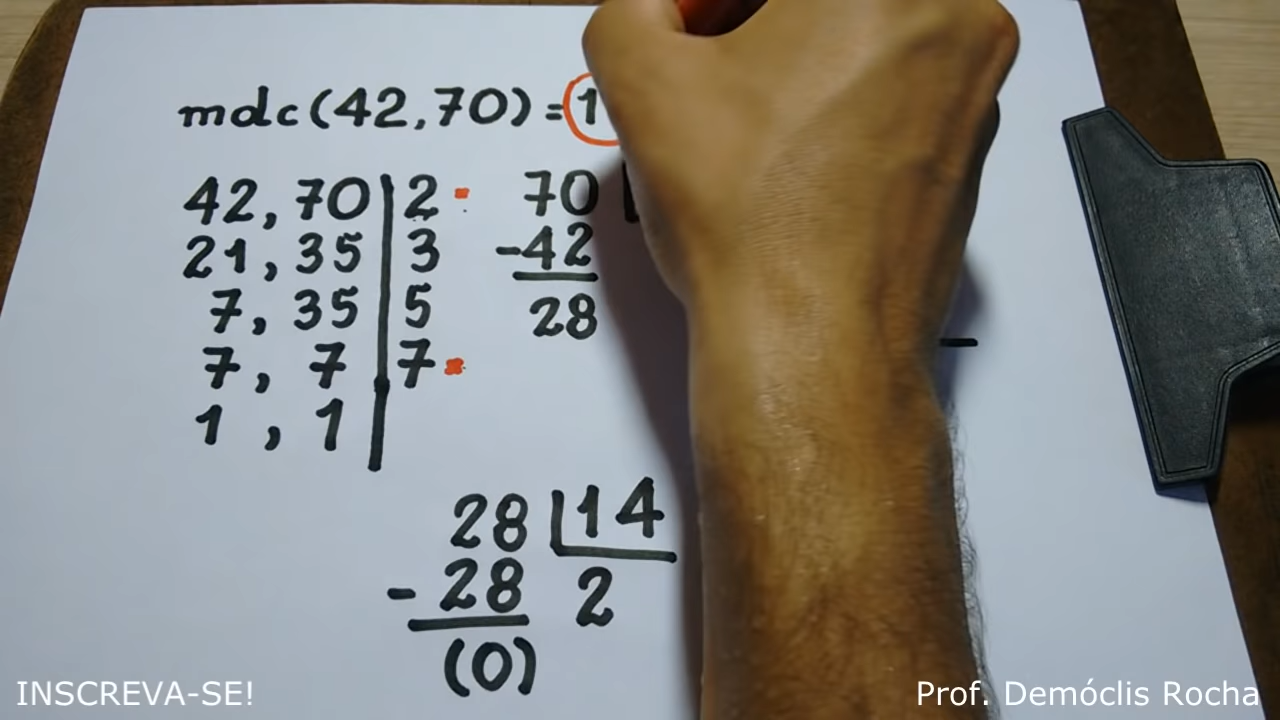 mdc(42,70)=1
42, 70 | 2
21, 35 | 3
7, 35 | 5
7, 7 | 7
1, 1 |
70
-42
28
28 | 14
- 28 2
(0)
INSCREVA-SE!
Prof. Demóclis Rocha